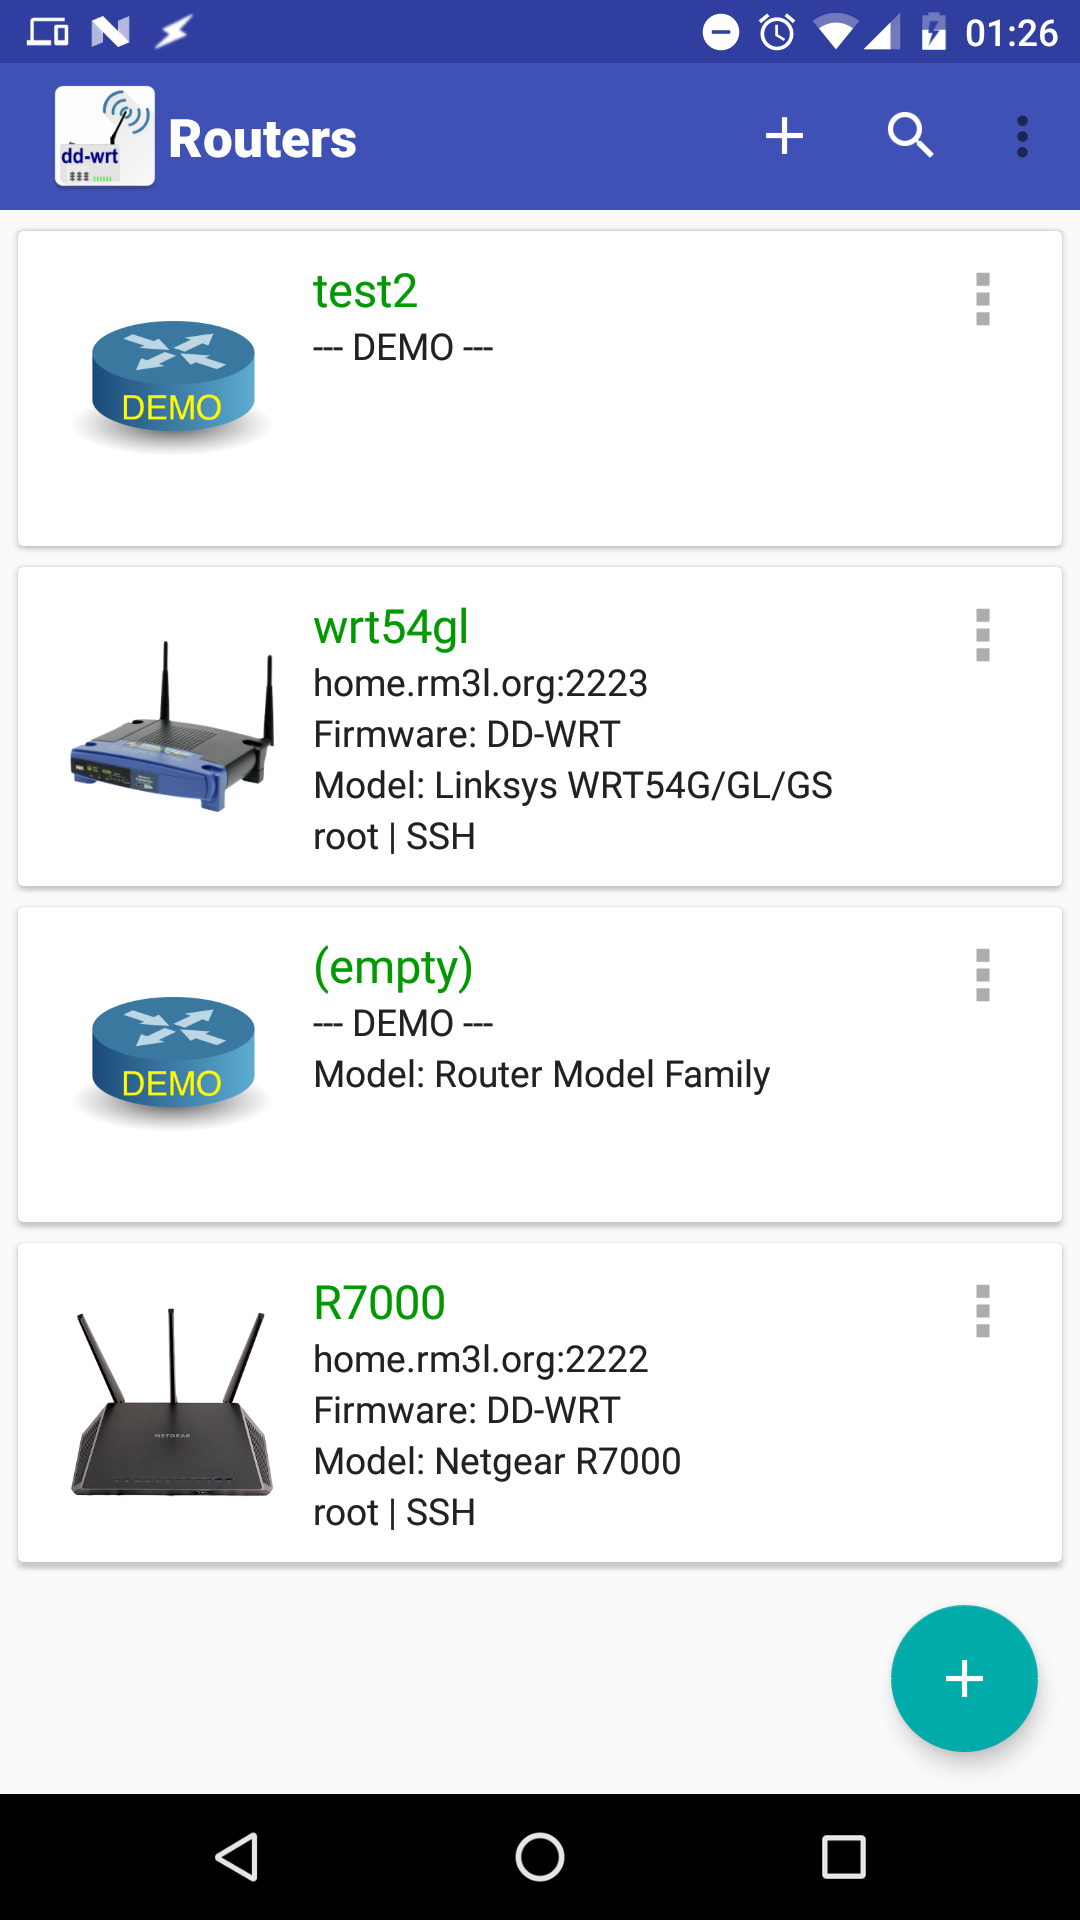 01:26
dd-wrt
Routers
test2
--- DEMO ---
DEMO
wrt54gl
home.rm3l.org:2223
Firmware: DD-WRT
Model: Linksys WRT54G/GL/GS
root | SSH
(empty)
--- DEMO ---
Model: Router Model Family
DEMO
R7000
home.rm3l.org:2222
Firmware: DD-WRT
Model: Netgear R7000
root | SSH
NETGEAR